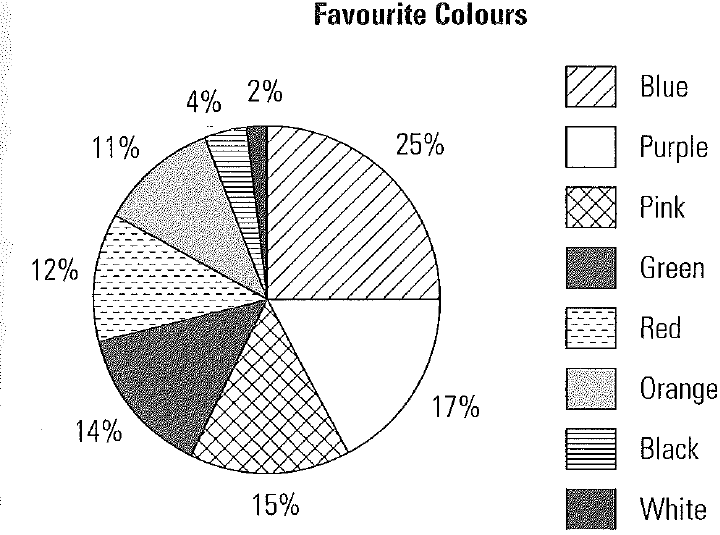 Favourite Colours
2%
4%
11%
25%
12%
14%
17%
15%
Blue
Purple
Pink
Green
Red
Orange
Black
White